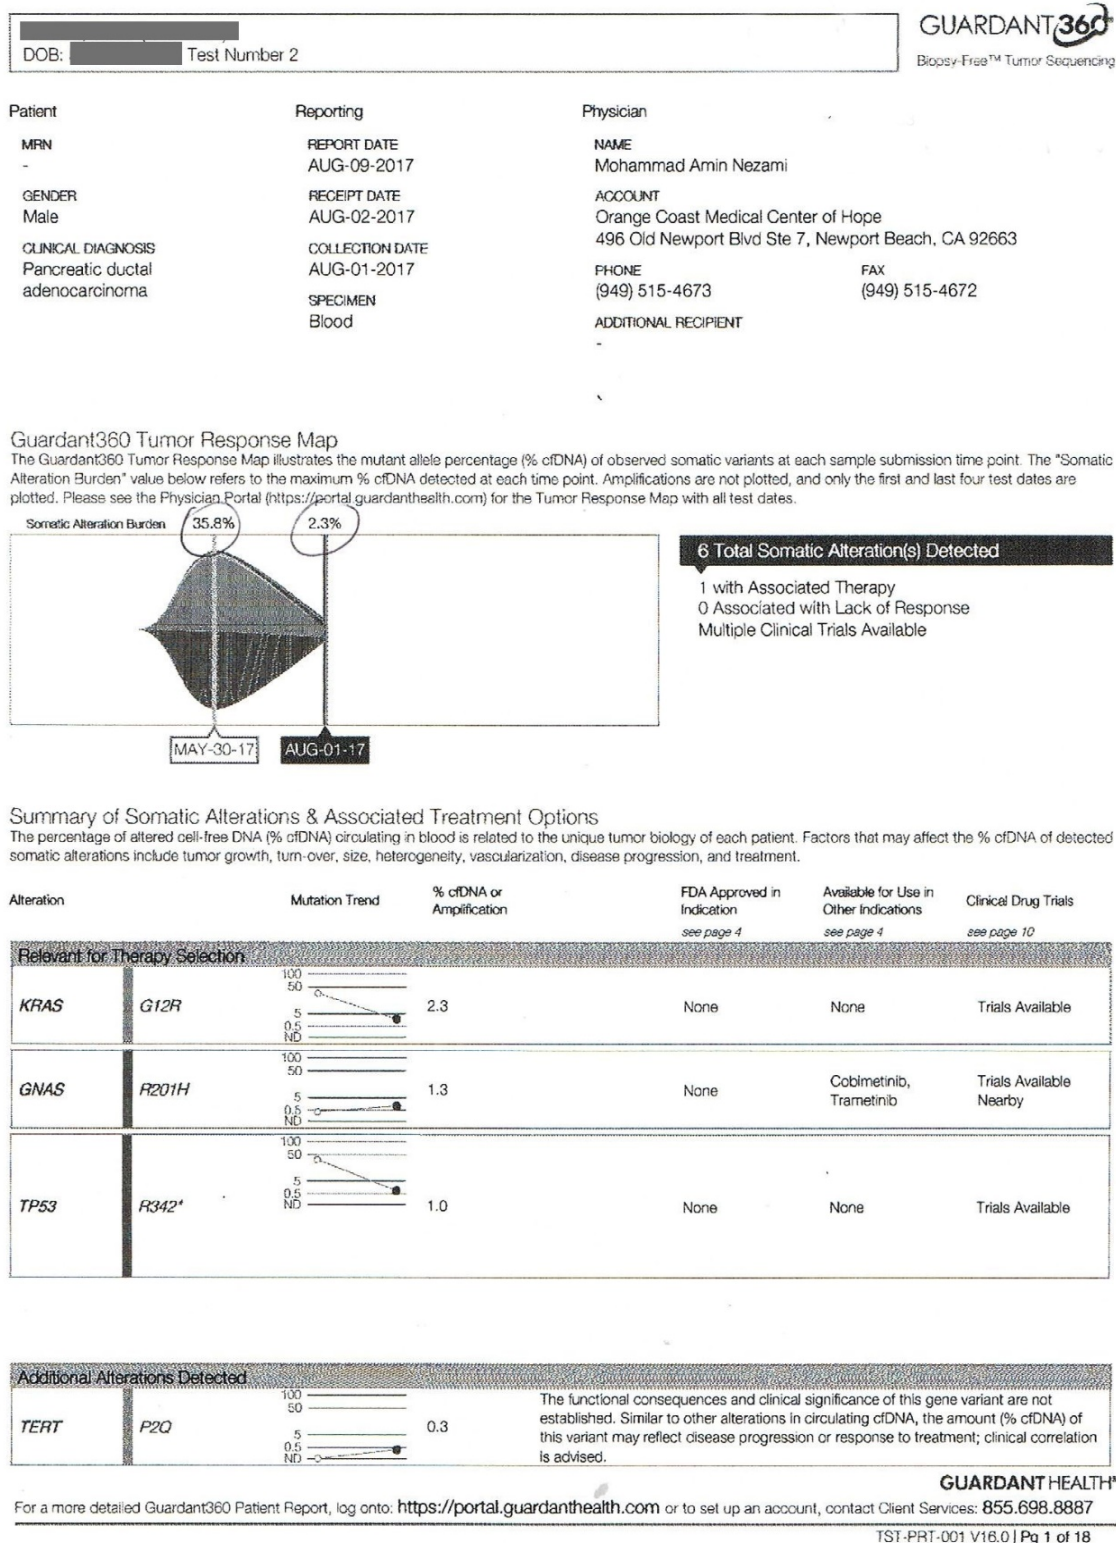 GUARDANT360
Biopsy-Free™ Tumor Sequencing
DOB: Test Number 2
Patient
MRN
-
GENDER
Male
CLINICAL DIAGNOSIS
Pancreatic ductal
adenocarcinoma
Reporting
REPORT DATE
AUG-09-2017
RECEIPT DATE
AUG-02-2017
COLLECTION DATE
AUG-01-2017
SPECIMEN
Blood
Physician
NAME
Mohammad Amin Nezami
ACCOUNT
Orange Coast Medical Center of Hope
496 Old Newport Blvd Ste 7, Newport Beach, CA 92663
PHONE
(949) 515-4673
FAX
(949) 515-4672
ADDITIONAL RECIPIENT
-
Guardant360 Tumor Response Map
The Guardant360 Tumor Response Map illustrates the mutant allele percentage (% cfDNA) of observed somatic variants at each sample submission time point. The "Somatic
Alteration Burden" value below refers to the maximum % cfDNA detected at each time point. Amplifications are not plotted, and only the first and last four test dates are
plotted. Please see the Physician Portal (https://portal.guardanthealth.com) for the Tumor Response Map with all test dates.
Somatic Alteration Burden 35.8% 2.3%
MAY-30-17 AUG-01-17
6 Total Somatic Alteration(s) Detected
1 with Associated Therapy
0 Associated with Lack of Response
Multiple Clinical Trials Available
Summary of Somatic Alterations & Associated Treatment Options
The percentage of altered cell-free DNA (% cfDNA) circulating in blood is related to the unique tumor biology of each patient. Factors that may affect the % cfDNA of detected
somatic alterations include tumor growth, turn-over, size, heterogeneity, vascularization, disease progression, and treatment.
Alteration
Mutation Trend
% cfDNA or
Amplification
FDA Approved in
Indication
see page 4
Available for Use in
Other Indications
see page 4
Clinical Drug Trials
see page 10
Relevant for Therapy Selection
KRAS G12R
100
50
5
0.5
ND
2.3
None
None
Trials Available
GNAS R201H
100
50
5
0.5
ND
1.3
None
Cobimetinib,
Trametinib
Trials Available
Nearby
TP53 R342*
100
50
5
0.5
ND
1.0
None
None
Trials Available
Additional Alterations Detected
TERT P2Q
100
50
5
0.5
ND
0.3
The functional consequences and clinical significance of this gene variant are not
established. Similar to other alterations in circulating cfDNA, the amount (% cfDNA) of
this variant may reflect disease progression or response to treatment; clinical correlation
is advised.
GUARDANT HEALTH
For a more detailed Guardant360 Patient Report, log onto: https://portal.guardanthealth.com or to set up an account, contact Client Services: 855.698.8887
TST-PRT-001 V16.0 | Pg 1 of 18